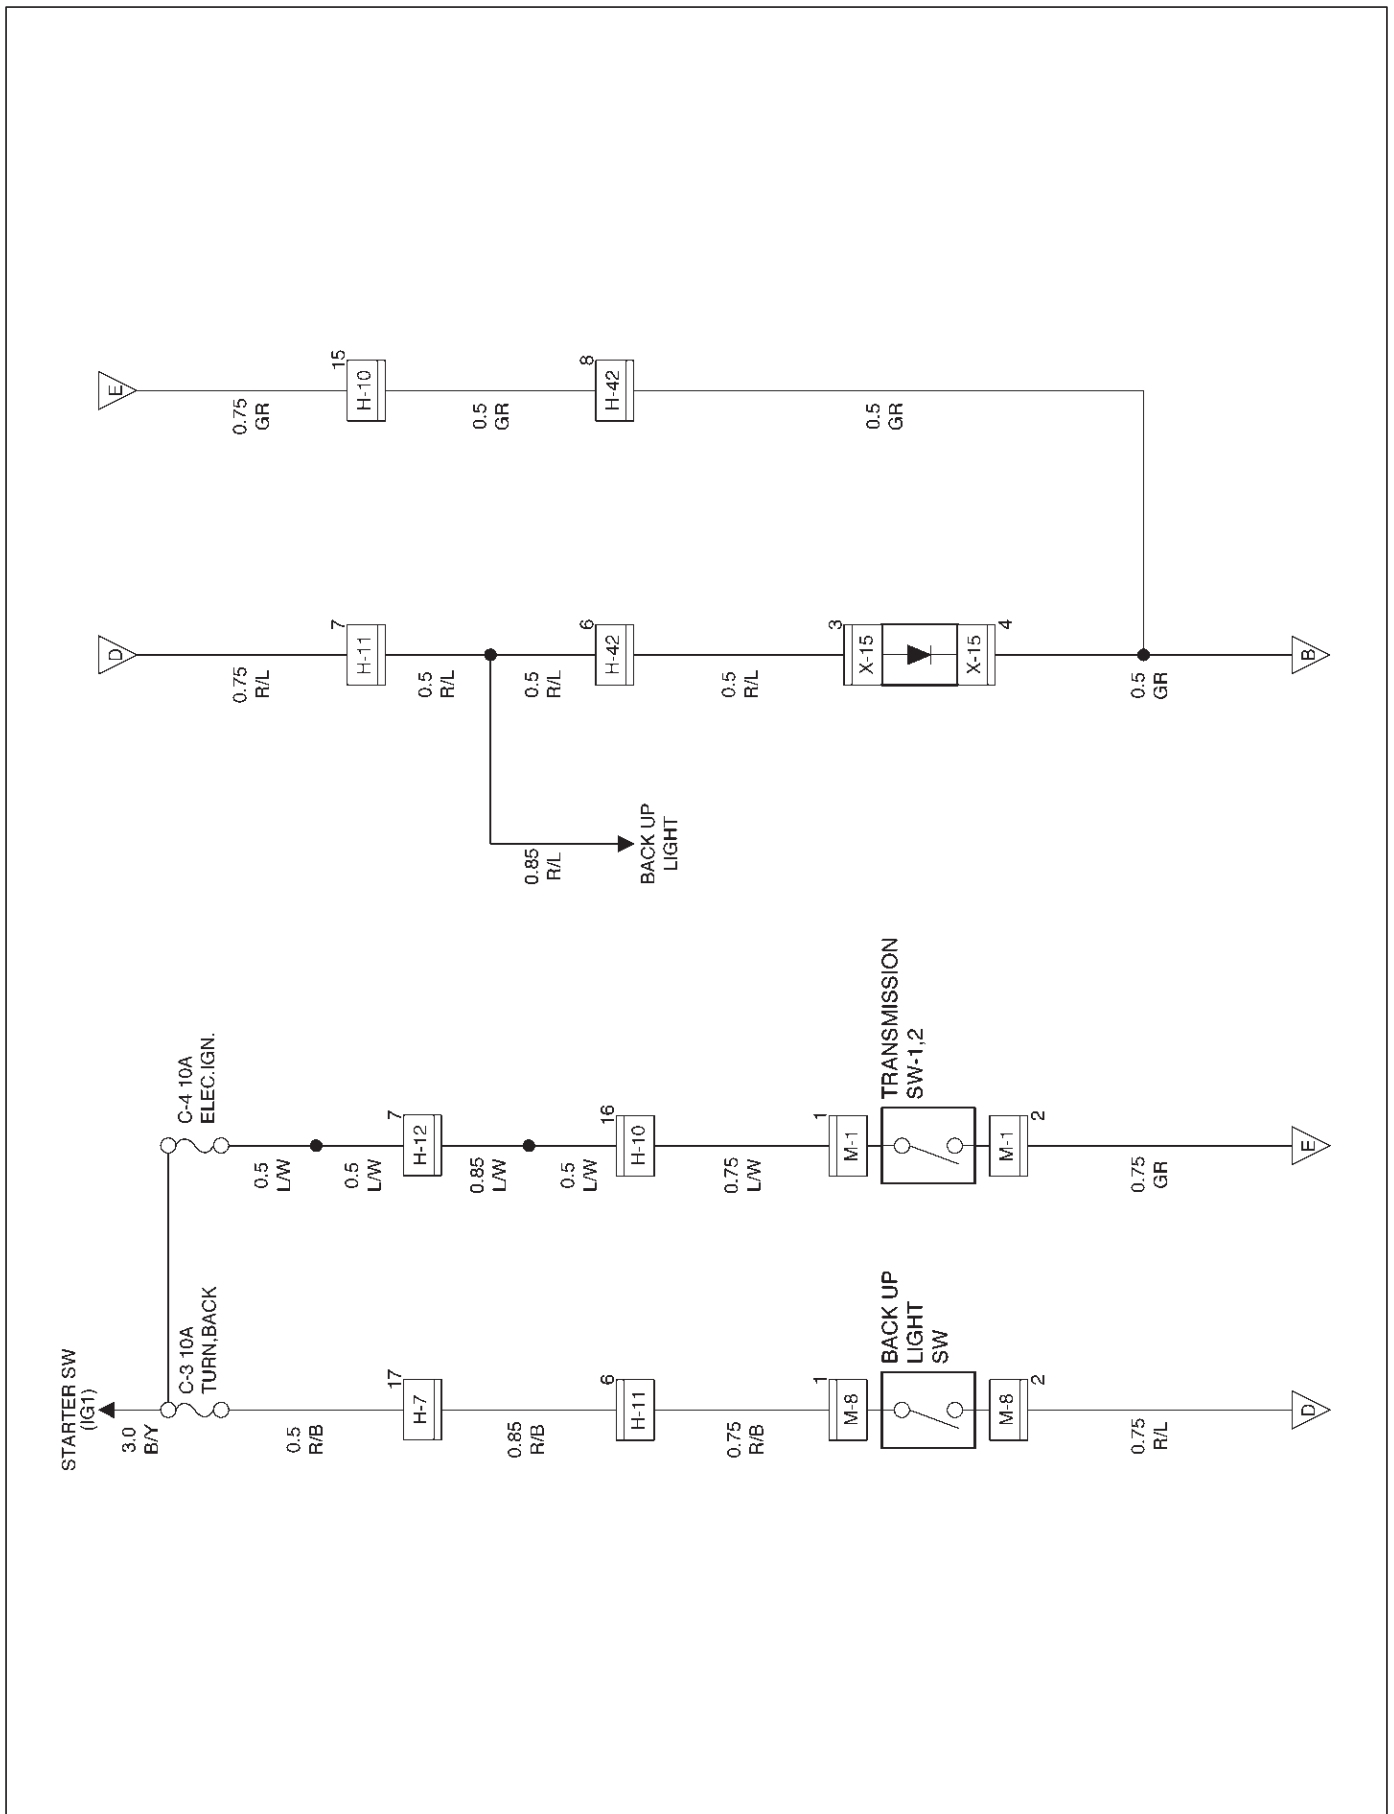 STARTER SW
(IG1)
3.0
B/Y
C-3 10A
TURN,BACK
0.5
R/B
17
H-7
0.85
R/B
6
H-11
0.75
R/B
1
M-8
BACK UP
LIGHT
SW
M-8
2
0.75
R/L
D
C-4 10A
ELEC.IGN.
0.5
L/W
0.5
L/W
7
H-12
0.85
L/W
0.5
L/W
16
H-10
0.75
L/W
1
M-1
TRANSMISSION
SW-1,2
M-1
2
0.75
GR
E
D
0.75
R/L
7
H-11
0.5
R/L
0.85
R/L
BACK UP
LIGHT
0.5
R/L
6
H-42
0.5
R/L
3
X-15
X-15
4
0.5
GR
B
E
0.75
GR
15
H-10
0.5
GR
8
H-42
0.5
GR